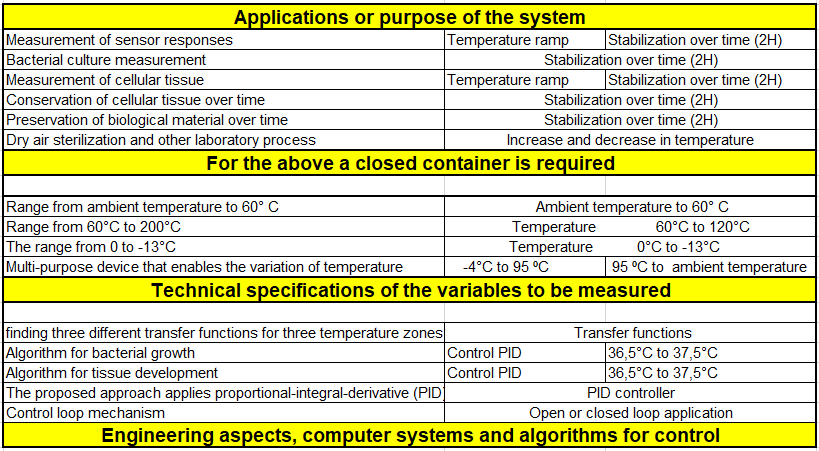 Applications or purpose of the system
Measurement of sensor responses Temperature ramp Stabilization over time (2H)
Bacterial culture measurement Stabilization over time (2H)
Measurement of cellular tissue Temperature ramp Stabilization over time (2H)
Conservation of cellular tissue over time Stabilization over time (2H)
Preservation of biological material over time Stabilization over time (2H)
Dry air sterilization and other laboratory process Increase and decrease in temperature
For the above a closed container is required
Range from ambient temperature to 60° C Ambient temperature to 60° C
Range from 60°C to 200°C Temperature 60°C to 120°C
The range from 0 to -13°C Temperature 0°C to -13°C
Multi-purpose device that enables the variation of temperature -4°C to 95 ºC 95 ºC to ambient temperature
Technical specifications of the variables to be measured
finding three different transfer functions for three temperature zones Transfer functions
Algorithm for bacterial growth Control PID 36,5°C to 37,5°C
Algorithm for tissue development Control PID 36,5°C to 37,5°C
The proposed approach applies proportional-integral-derivative (PID) PID controller
Control loop mechanism Open or closed loop application
Engineering aspects, computer systems and algorithms for control